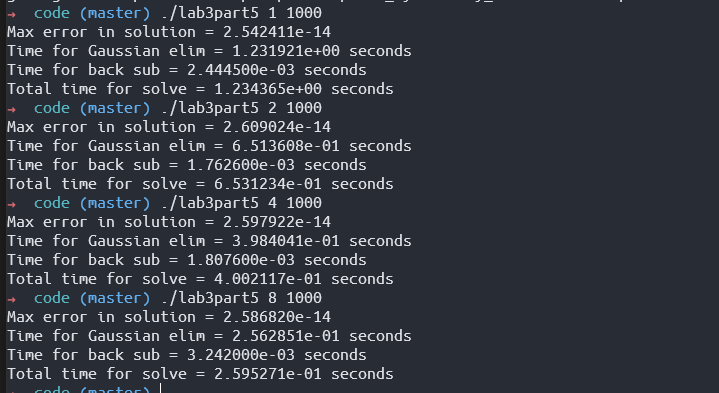 → code (master) ./lab3part5 1 1000
Max error in solution = 2.542411e-14
Time for Gaussian elim = 1.231921e+00 seconds
Time for back sub = 2.444500e-03 seconds
Total time for solve = 1.234365e+00 seconds
→ code (master) ./lab3part5 2 1000
Max error in solution = 2.609024e-14
Time for Gaussian elim = 6.513608e-01 seconds
Time for back sub = 1.762600e-03 seconds
Total time for solve = 6.531234e-01 seconds
→ code (master) ./lab3part5 4 1000
Max error in solution = 2.597922e-14
Time for Gaussian elim = 3.984041e-01 seconds
Time for back sub = 1.807600e-03 seconds
Total time for solve = 4.002117e-01 seconds
→ code (master) ./lab3part5 8 1000
Max error in solution = 2.586820e-14
Time for Gaussian elim = 2.562851e-01 seconds
Time for back sub = 3.242000e-03 seconds
Total time for solve = 2.595271e-01 seconds
→ code (master)